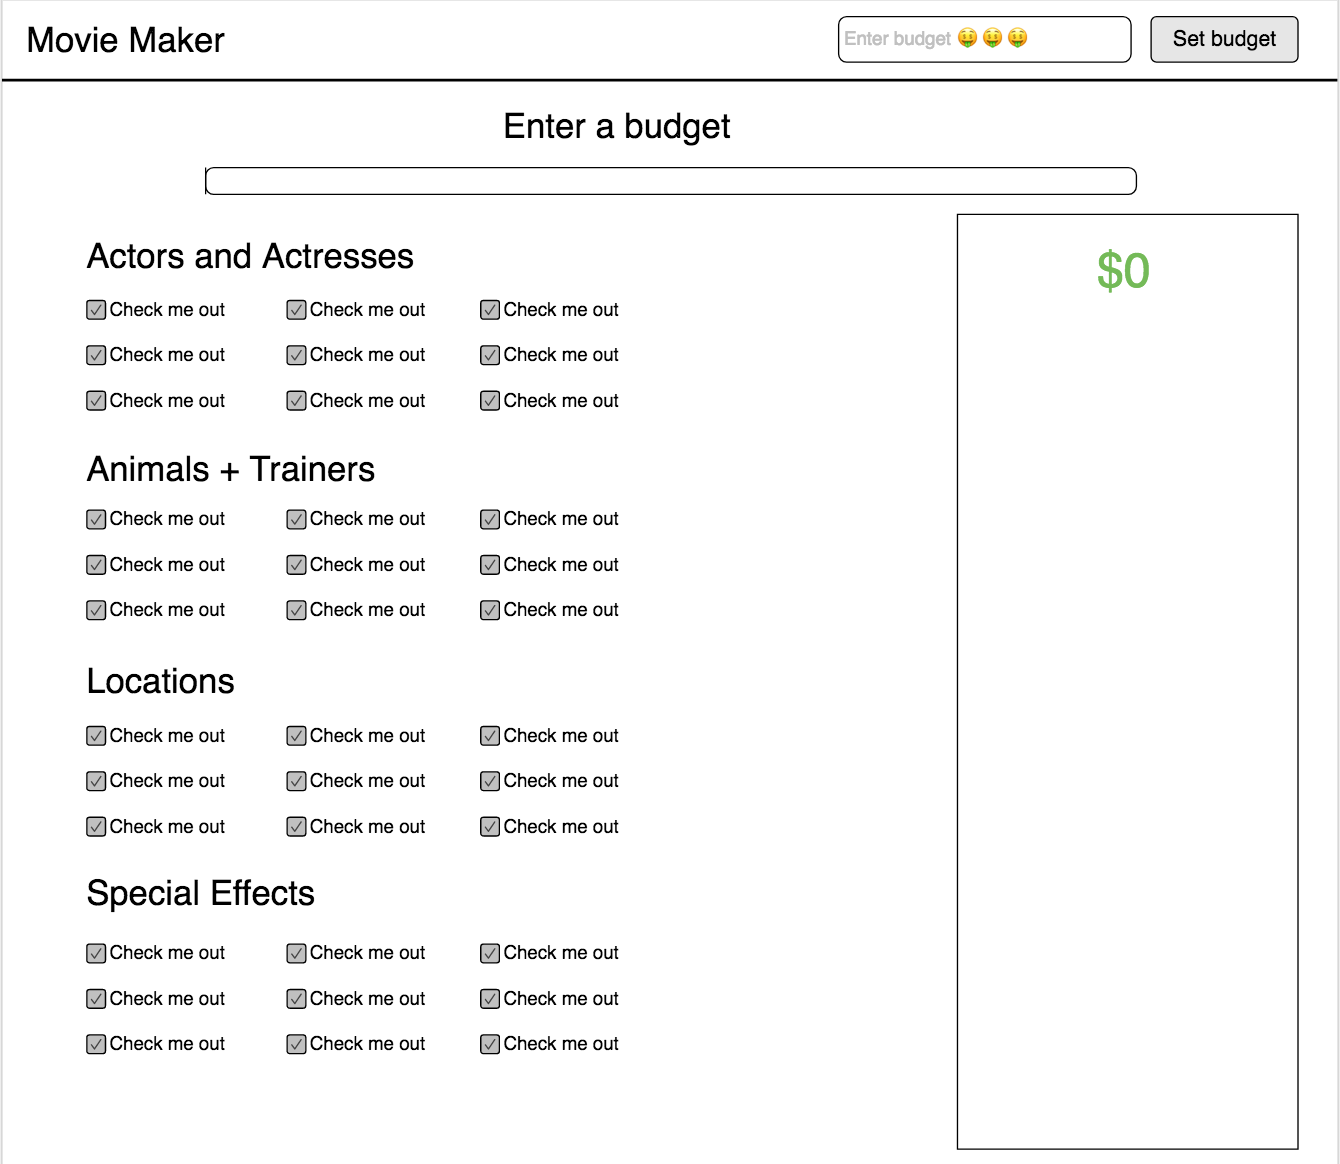 Movie Maker
Enter budget 🤑🤑🤑
Set budget
Enter a budget
$0
Actors and Actresses
Check me out Check me out Check me out
Check me out Check me out Check me out
Check me out Check me out Check me out
Animals + Trainers
Check me out Check me out Check me out
Check me out Check me out Check me out
Check me out Check me out Check me out
Locations
Check me out Check me out Check me out
Check me out Check me out Check me out
Check me out Check me out Check me out
Special Effects
Check me out Check me out Check me out
Check me out Check me out Check me out
Check me out Check me out Check me out